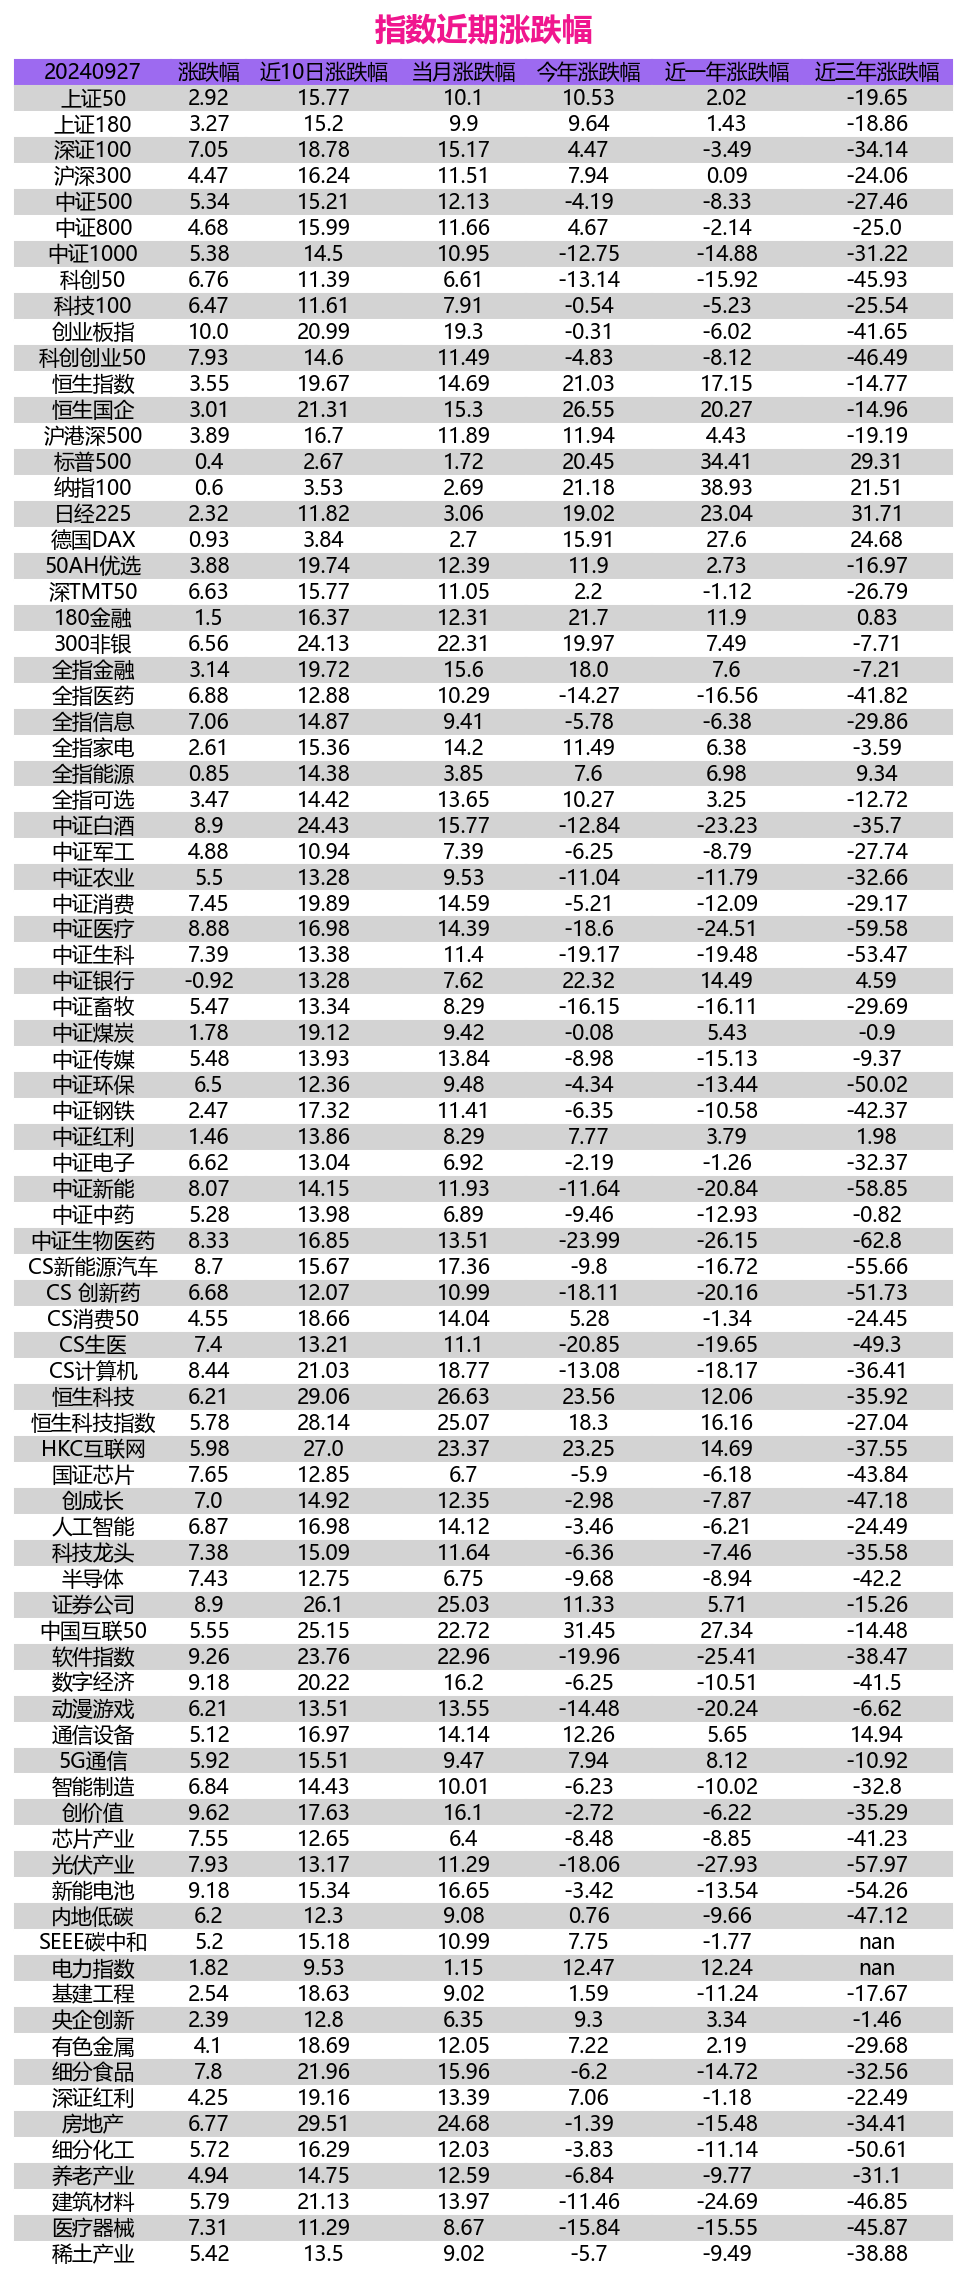 指数近期涨跌幅
20240927 涨跌幅 近10日涨跌幅 当月涨跌幅 今年涨跌幅 近一年涨跌幅 近三年涨跌幅
上证50 2.92 15.77 10.1 10.53 2.02 -19.65
上证180 3.27 15.2 9.9 9.64 1.43 -18.86
深证100 7.05 18.78 15.17 4.47 -3.49 -34.14
沪深300 4.47 16.24 11.51 7.94 0.09 -24.06
中证500 5.34 15.21 12.13 -4.19 -8.33 -27.46
中证800 4.68 15.99 11.66 4.67 -2.14 -25.0
中证1000 5.38 14.5 10.95 -12.75 -14.88 -31.22
科创50 6.76 11.39 6.61 -13.14 -15.92 -45.93
科技100 6.47 11.61 7.91 -0.54 -5.23 -25.54
创业板指 10.0 20.99 19.3 -0.31 -6.02 -41.65
科创创业50 7.93 14.6 11.49 -4.83 -8.12 -46.49
恒生指数 3.55 19.67 14.69 21.03 17.15 -14.77
恒生国企 3.01 21.31 15.3 26.55 20.27 -14.96
沪港深500 3.89 16.7 11.89 11.94 4.43 -19.19
标普500 0.4 2.67 1.72 20.45 34.41 29.31
纳指100 0.6 3.53 2.69 21.18 38.93 21.51
日经225 2.32 11.82 3.06 19.02 23.04 31.71
德国DAX 0.93 3.84 2.7 15.91 27.6 24.68
50AH优选 3.88 19.74 12.39 11.9 2.73 -16.97
深TMT50 6.63 15.77 11.05 2.2 -1.12 -26.79
180金融 1.5 16.37 12.31 21.7 11.9 0.83
300非银 6.56 24.13 22.31 19.97 7.49 -7.71
全指金融 3.14 19.72 15.6 18.0 7.6 -7.21
全指医药 6.88 12.88 10.29 -14.27 -16.56 -41.82
全指信息 7.06 14.87 9.41 -5.78 -6.38 -29.86
全指家电 2.61 15.36 14.2 11.49 6.38 -3.59
全指能源 0.85 14.38 3.85 7.6 6.98 9.34
全指可选 3.47 14.42 13.65 10.27 3.25 -12.72
中证白酒 8.9 24.43 15.77 -12.84 -23.23 -35.7
中证军工 4.88 10.94 7.39 -6.25 -8.79 -27.74
中证农业 5.5 13.28 9.53 -11.04 -11.79 -32.66
中证消费 7.45 19.89 14.59 -5.21 -12.09 -29.17
中证医疗 8.88 16.98 14.39 -18.6 -24.51 -59.58
中证生科 7.39 13.38 11.4 -19.17 -19.48 -53.47
中证银行 -0.92 13.28 7.62 22.32 14.49 4.59
中证畜牧 5.47 13.34 8.29 -16.15 -16.11 -29.69
中证煤炭 1.78 19.12 9.42 -0.08 5.43 -0.9
中证传媒 5.48 13.93 13.84 -8.98 -15.13 -9.37
中证环保 6.5 12.36 9.48 -4.34 -13.44 -50.02
中证钢铁 2.47 17.32 11.41 -6.35 -10.58 -42.37
中证红利 1.46 13.86 8.29 7.77 3.79 1.98
中证电子 6.62 13.04 6.92 -2.19 -1.26 -32.37
中证新能 8.07 14.15 11.93 -11.64 -20.84 -58.85
中证中药 5.28 13.98 6.89 -9.46 -12.93 -0.82
中证生物医药 8.33 16.85 13.51 -23.99 -26.15 -62.8
CS新能源汽车 8.7 15.67 17.36 -9.8 -16.72 -55.66
CS 创新药 6.68 12.07 10.99 -18.11 -20.16 -51.73
CS消费50 4.55 18.66 14.04 5.28 -1.34 -24.45
CS生医 7.4 13.21 11.1 -20.85 -19.65 -49.3
CS计算机 8.44 21.03 18.77 -13.08 -18.17 -36.41
恒生科技 6.21 29.06 26.63 23.56 12.06 -35.92
恒生科技指数 5.78 28.14 25.07 18.3 16.16 -27.04
HKC互联网 5.98 27.0 23.37 23.25 14.69 -37.55
国证芯片 7.65 12.85 6.7 -5.9 -6.18 -43.84
创成长 7.0 14.92 12.35 -2.98 -7.87 -47.18
人工智能 6.87 16.98 14.12 -3.46 -6.21 -24.49
科技龙头 7.38 15.09 11.64 -6.36 -7.46 -35.58
半导体 7.43 12.75 6.75 -9.68 -8.94 -42.2
证券公司 8.9 26.1 25.03 11.33 5.71 -15.26
中国互联50 5.55 25.15 22.72 31.45 27.34 -14.48
软件指数 9.26 23.76 22.96 -19.96 -25.41 -38.47
数字经济 9.18 20.22 16.2 -6.25 -10.51 -41.5
动漫游戏 6.21 13.51 13.55 -14.48 -20.24 -6.62
通信设备 5.12 16.97 14.14 12.26 5.65 14.94
5G通信 5.92 15.51 9.47 7.94 8.12 -10.92
智能制造 6.84 14.43 10.01 -6.23 -10.02 -32.8
创价值 9.62 17.63 16.1 -2.72 -6.22 -35.29
芯片产业 7.55 12.65 6.4 -8.48 -8.85 -41.23
光伏产业 7.93 13.17 11.29 -18.06 -27.93 -57.97
新能电池 9.18 15.34 16.65 -3.42 -13.54 -54.26
内地低碳 6.2 12.3 9.08 0.76 -9.66 -47.12
SEEE碳中和 5.2 15.18 10.99 7.75 -1.77 nan
电力指数 1.82 9.53 1.15 12.47 12.24 nan
基建工程 2.54 18.63 9.02 1.59 -11.24 -17.67
央企创新 2.39 12.8 6.35 9.3 3.34 -1.46
有色金属 4.1 18.69 12.05 7.22 2.19 -29.68
细分食品 7.8 21.96 15.96 -6.2 -14.72 -32.56
深证红利 4.25 19.16 13.39 7.06 -1.18 -22.49
房地产 6.77 29.51 24.68 -1.39 -15.48 -34.41
细分化工 5.72 16.29 12.03 -3.83 -11.14 -50.61
养老产业 4.94 14.75 12.59 -6.84 -9.77 -31.1
建筑材料 5.79 21.13 13.97 -11.46 -24.69 -46.85
医疗器械 7.31 11.29 8.67 -15.84 -15.55 -45.87
稀土产业 5.42 13.5 9.02 -5.7 -9.49 -38.88